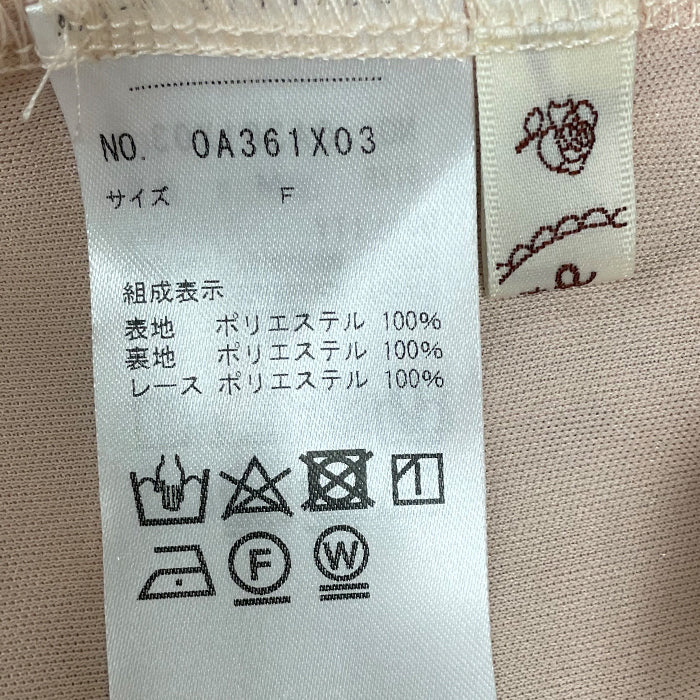 NO. 0A361X03
サイズ F
組成表示
表地 ポリエステル 100%
裏地 ポリエステル 100%
レース ポリエステル 100%
F W